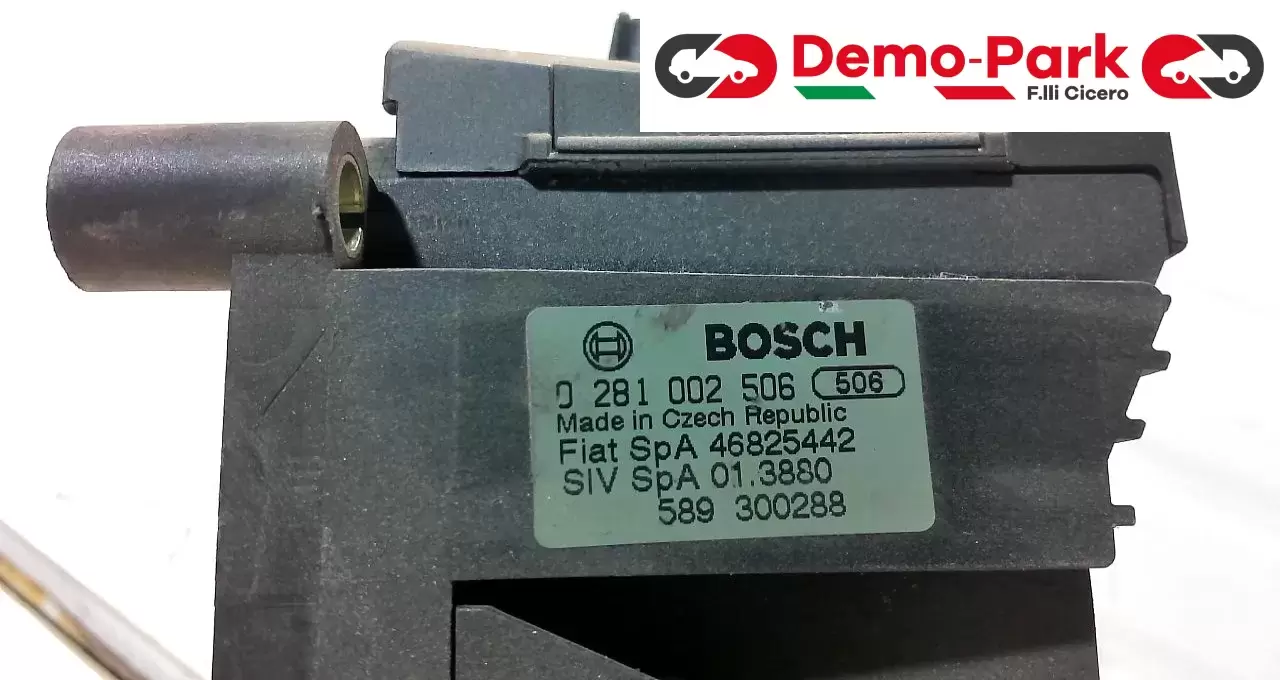 Demo-Park
F.lli Cicero
BOSCH
0 281 002 506 506
Made in Czech Republic
Fiat SpA 46825442
SIV SpA 01.3880
589 300288